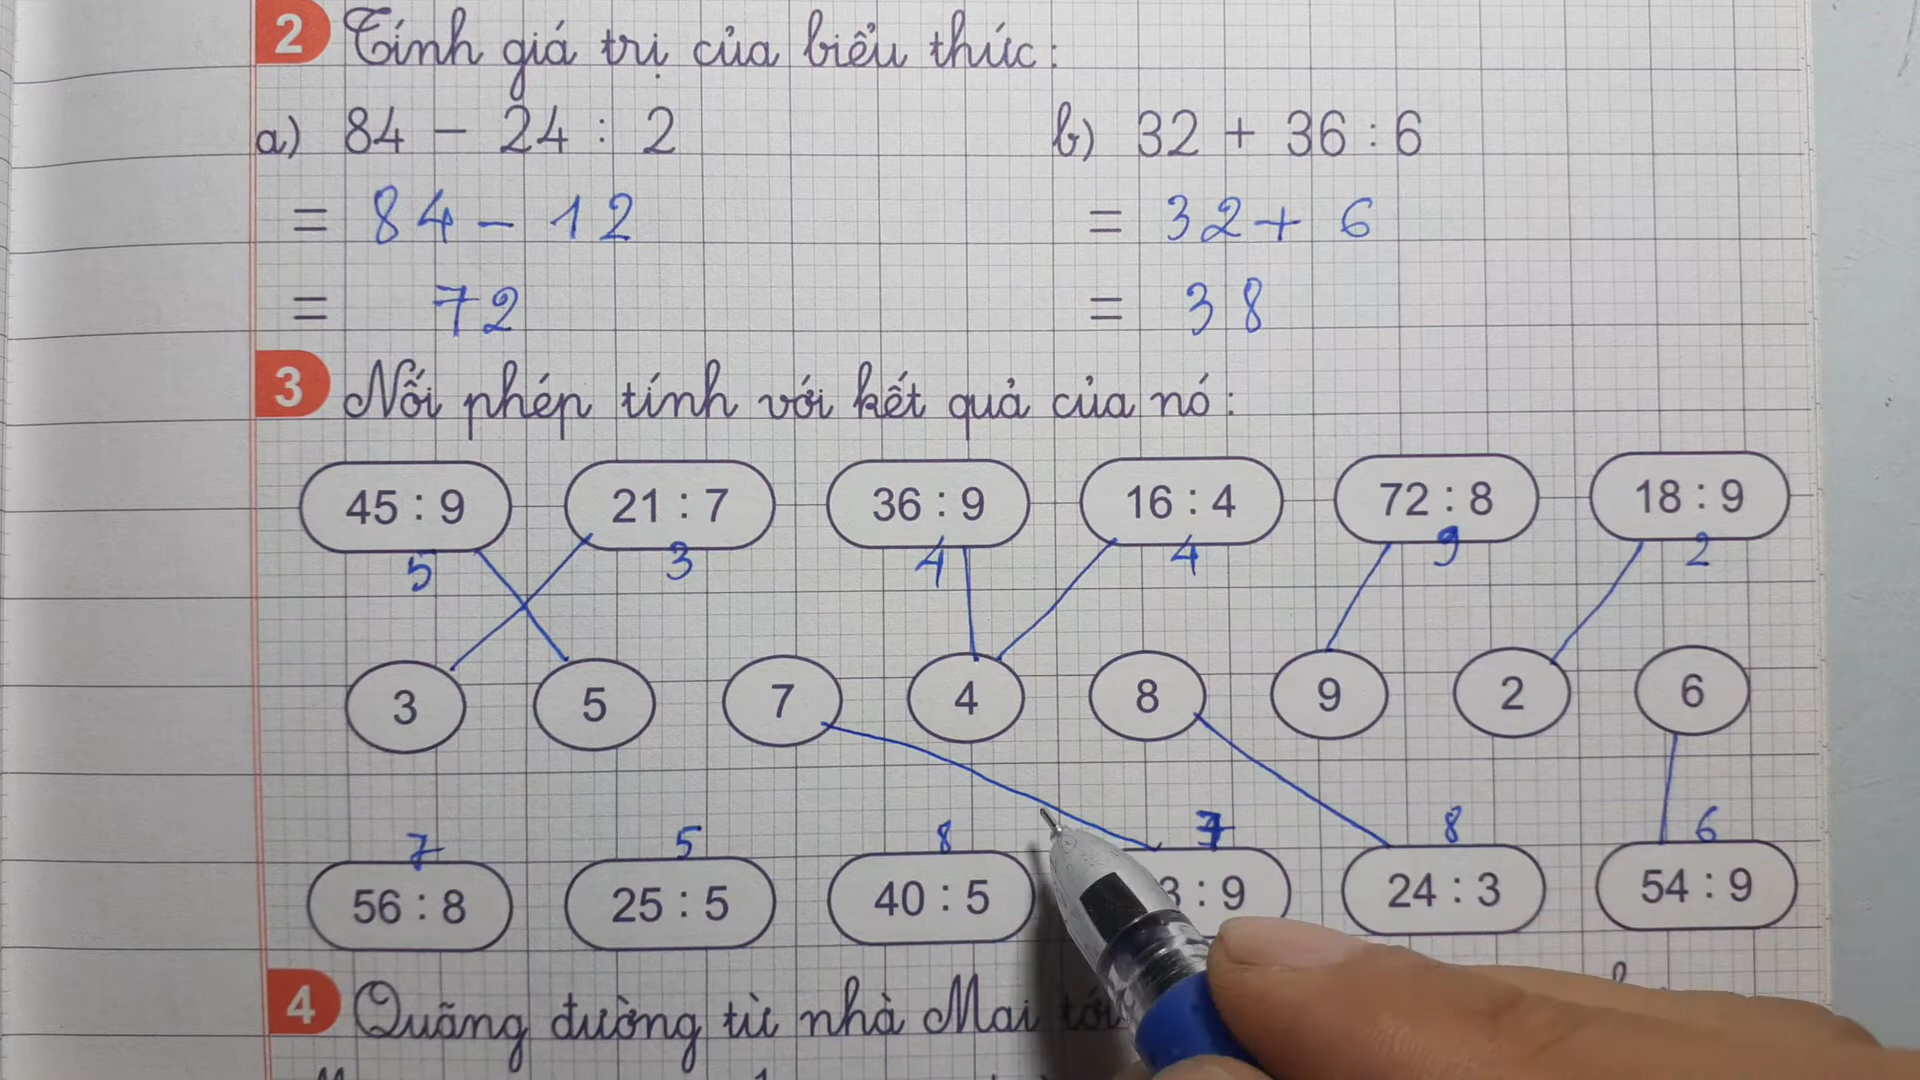 2 Tính giá trị của biểu thức:
a) 84 - 24 : 2 b) 32 + 36 : 6
= 84 - 12 = 32 + 6
= 72 = 38
3 Nối phép tính với kết quả của nó:
45 : 9 21 : 7 36 : 9 16 : 4 72 : 8 18 : 9
5 3 4 4 9 2
3 5 7 4 8 9 2 6
7 5 8 7 8 6
56 : 8 25 : 5 40 : 5 3 : 9 24 : 3 54 : 9
4 Quãng đường từ nhà Mai tới